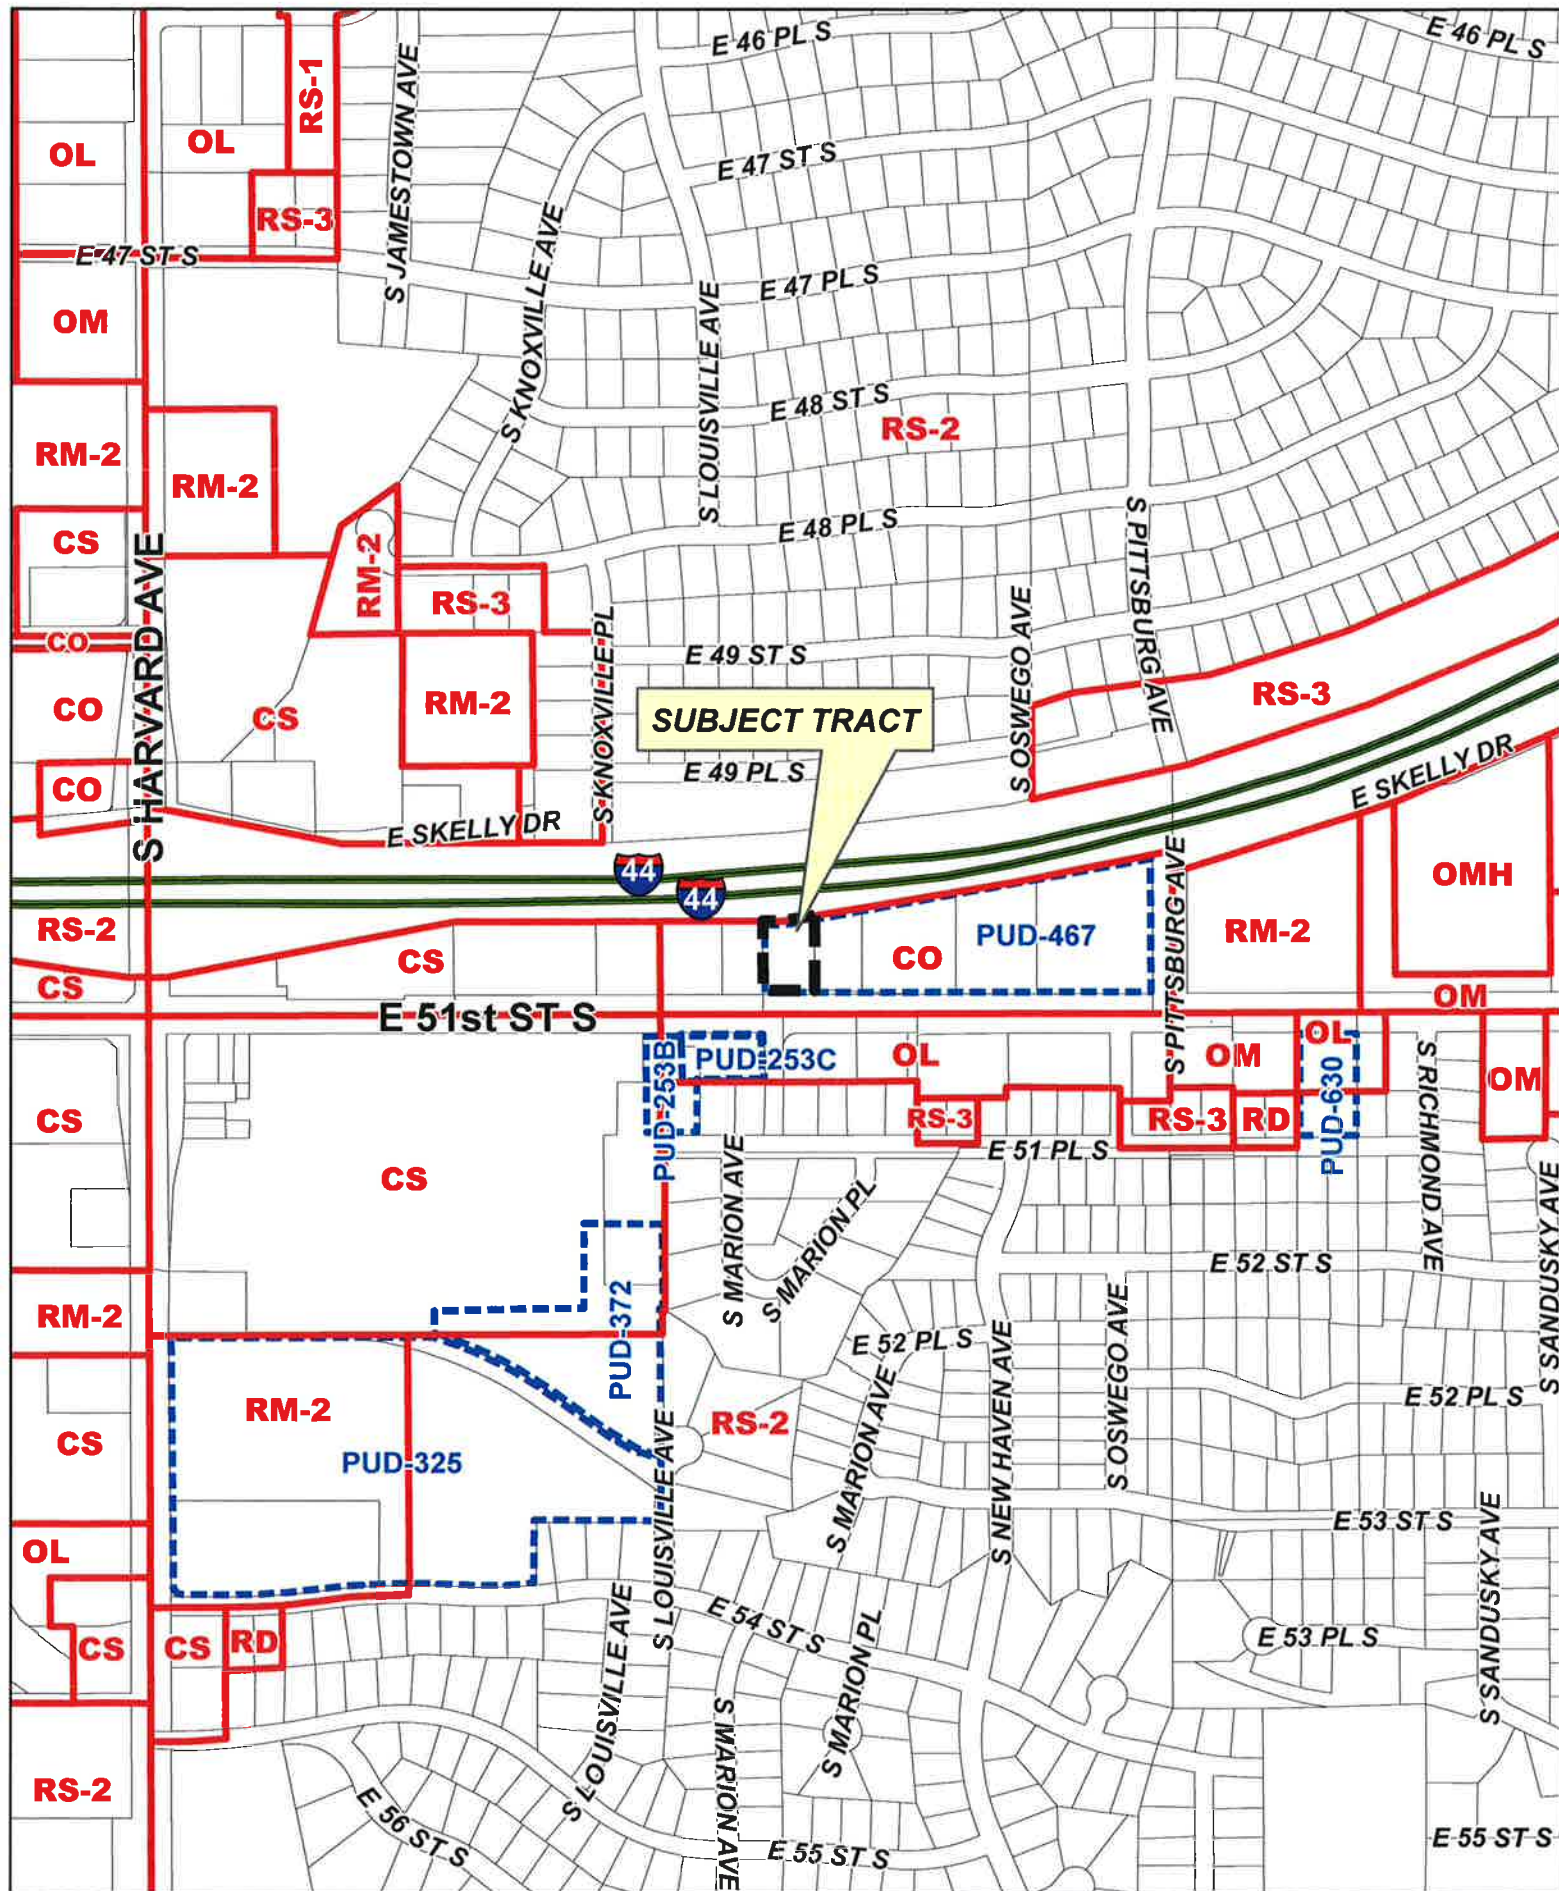 E 46 PL S
E 46 PL S
RS-1
S JAMESTOWN AVE
OL
OL
E 47 ST S
RS-3
E 47 ST S
S KNOXVILLE AVE
E 47 PL S
S LOUISVILLE AVE
OM
E 48 ST S
RS-2
RM-2
RM-2
E 48 PL S
S PITTSBURG AVE
CS
S HARVARD AVE
RM-2
RS-3
CO
S KNOXVILLE PL
E 49 ST S
S OSWEGO AVE
RS-3
CO
CS
RM-2
SUBJECT TRACT
E 49 PL S
CO
E SKELLY DR
E SKELLY DR
44
44
OMH
RS-2
CS
CO
PUD-467
S PITTSBURG AVE
RM-2
CS
OM
E 51st ST S
PUD-253B
PUD-253C
OL
OM
OL
PUD-630
S RICHMOND AVE
OM
CS
RS-3
RS-3
RD
E 51 PL S
CS
S MARION AVE
S MARION PL
E 52 ST S
S SANDUSKY AVE
RM-2
PUD-372
E 52 PL S
S NEW HAVEN AVE
S OSWEGO AVE
RM-2
RS-2
S MARION AVE
E 52 PL S
CS
PUD-325
S LOUISVILLE AVE
E 53 ST S
S SANDUSKY AVE
OL
S LOUISVILLE AVE
E 54 ST S
S MARION PL
E 53 PL S
CS
CS
RD
RS-2
S MARION AVE
E 56 ST S
E 55 ST S
E 55 ST S